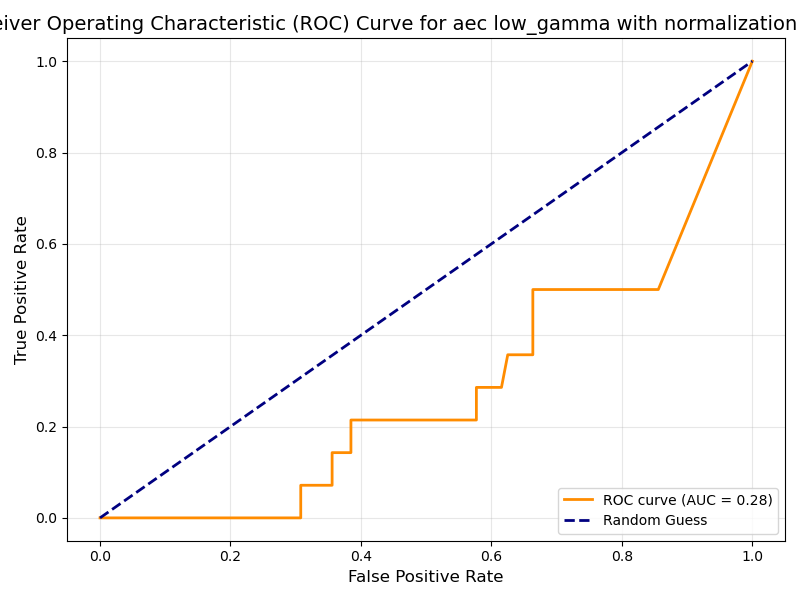 eiver Operating Characteristic (ROC) Curve for aec low_gamma with normalization
1.0
0.8
0.6
0.4
0.2
0.0
True Positive Rate
0.0 0.2 0.4 0.6 0.8 1.0
False Positive Rate
ROC curve (AUC = 0.28)
Random Guess